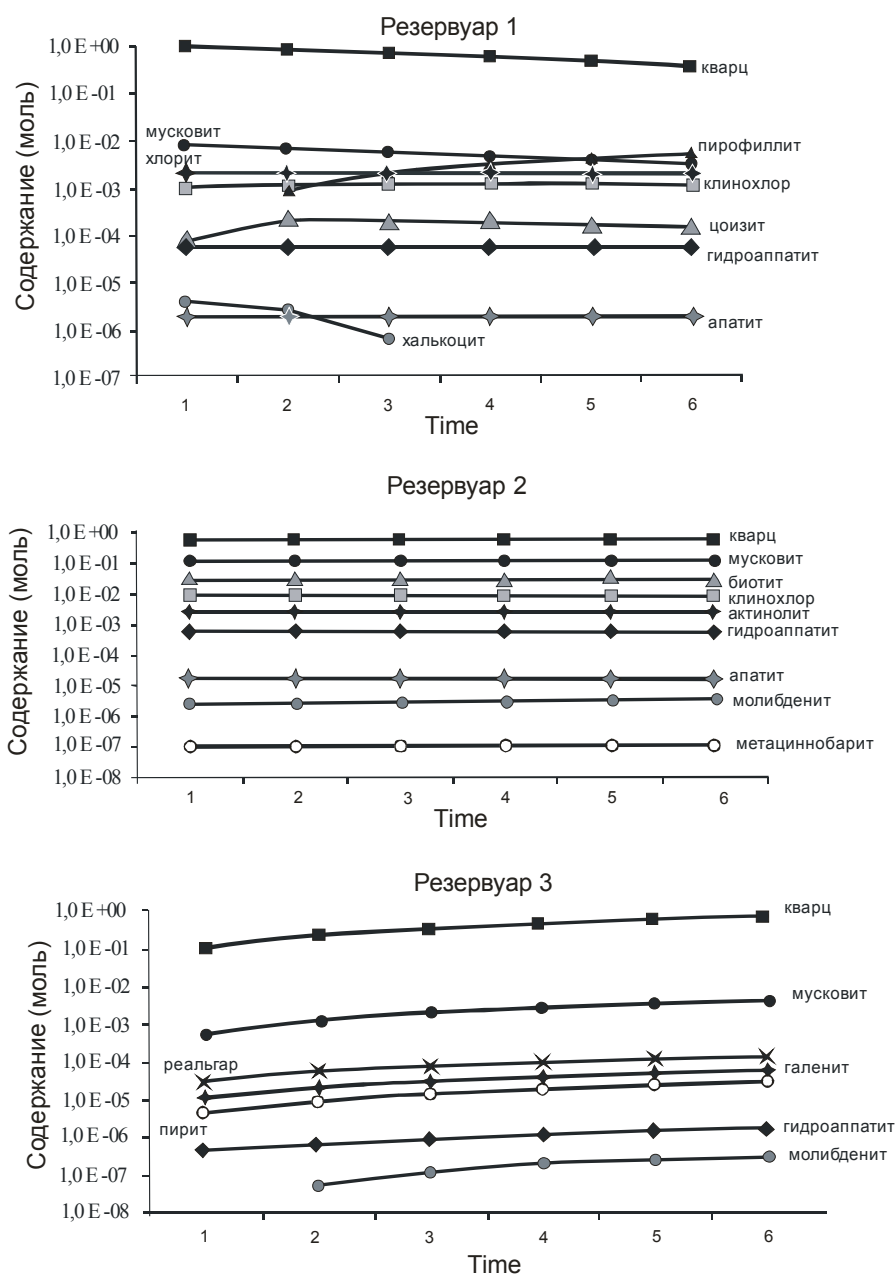 Резервуар 1
Содержание (моль)
1,0E+00
1,0E-01
1,0E-02
1,0E-03
1,0E-04
1,0E-05
1,0E-06
1,0E-07
кварц
мусковит
хлорит
пирофиллит
клинохлор
цоизит
гидроаппатит
апатит
халькоцит
1 2 3 4 5 6
Time
Резервуар 2
Содержание (моль)
1,0E+00
1,0E-01
1,0E-02
1,0E-03
1,0E-04
1,0E-05
1,0E-06
1,0E-07
1,0E-08
кварц
мусковит
биотит
клинохлор
актинолит
гидроаппатит
апатит
молибденит
метациннобарит
1 2 3 4 5 6
Time
Резервуар 3
Содержание (моль)
1,0E+00
1,0E-01
1,0E-02
1,0E-03
1,0E-04
1,0E-05
1,0E-06
1,0E-07
1,0E-08
кварц
мусковит
реальгар
галенит
пирит
гидроаппатит
молибденит
1 2 3 4 5 6
Time